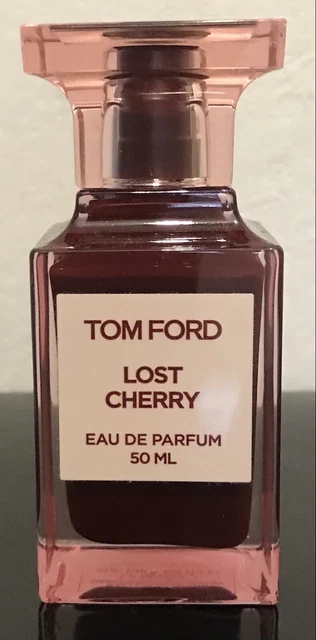 TOM FORD
LOST
CHERRY
EAU DE PARFUM
50 ML